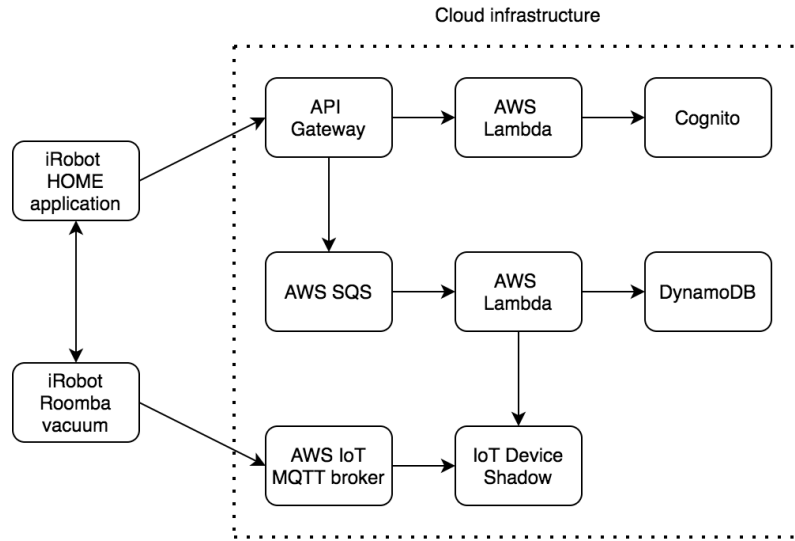 Cloud infrastructure
API
Gateway
AWS
Lambda
Cognito
iRobot
HOME
application
AWS SQS
AWS
Lambda
DynamoDB
iRobot
Roomba
vacuum
AWS IoT
MQTT broker
IoT Device
Shadow